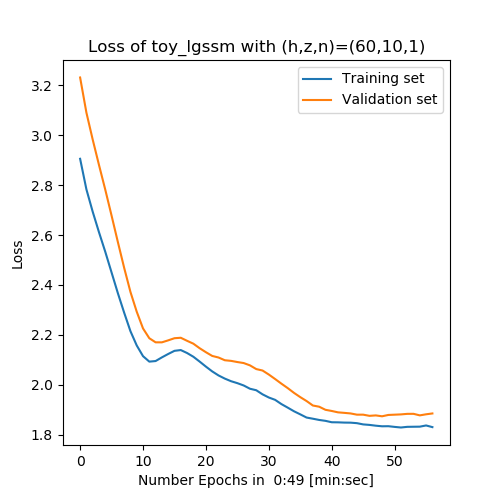 Loss of toy_lgssm with (h,z,n)=(60,10,1)
Training set
Validation set
3.2
3.0
2.8
2.6
2.4
2.2
2.0
1.8
Loss
0 10 20 30 40 50
Number Epochs in  0:49 [min:sec]